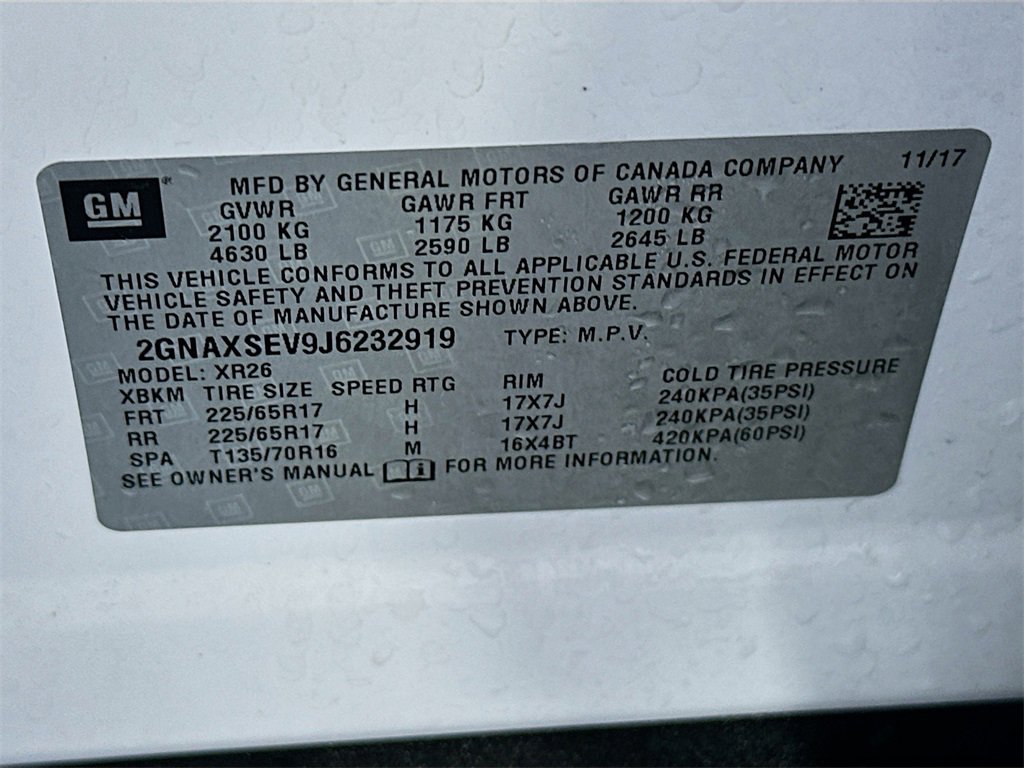 GM ® MFD BY GENERAL MOTORS OF CANADA COMPANY 11/17
GVWR GAWR FRT GAWR RR
2100 KG 1175 KG 1200 KG
4630 LB 2590 LB 2645 LB
THIS VEHICLE CONFORMS TO ALL APPLICABLE U.S. FEDERAL MOTOR
VEHICLE SAFETY AND THEFT PREVENTION STANDARDS IN EFFECT ON
THE DATE OF MANUFACTURE SHOWN ABOVE.
2GNAXSEV9J6232919 TYPE: M.P.V.
MODEL: XR26
XBKM TIRE SIZE SPEED RTG RIM COLD TIRE PRESSURE
FRT 225/65R17 H 17X7J 240KPA(35PSI)
RR 225/65R17 H 17X7J 240KPA(35PSI)
SPA T135/70R16 M 16X4BT 420KPA(60PSI)
SEE OWNER'S MANUAL i FOR MORE INFORMATION.